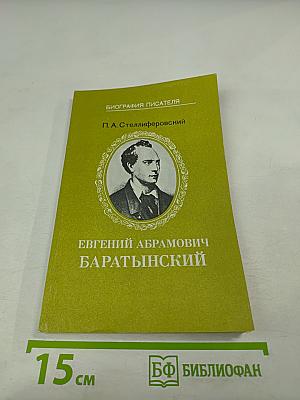 БИОГРАФИЯ ПИСАТЕЛЯ
П. А. Стеллиферовский
ЕВГЕНИЙ АБРАМОВИЧ
БАРАТЫНСКИЙ
15 см
БФ БИБЛИОФАН